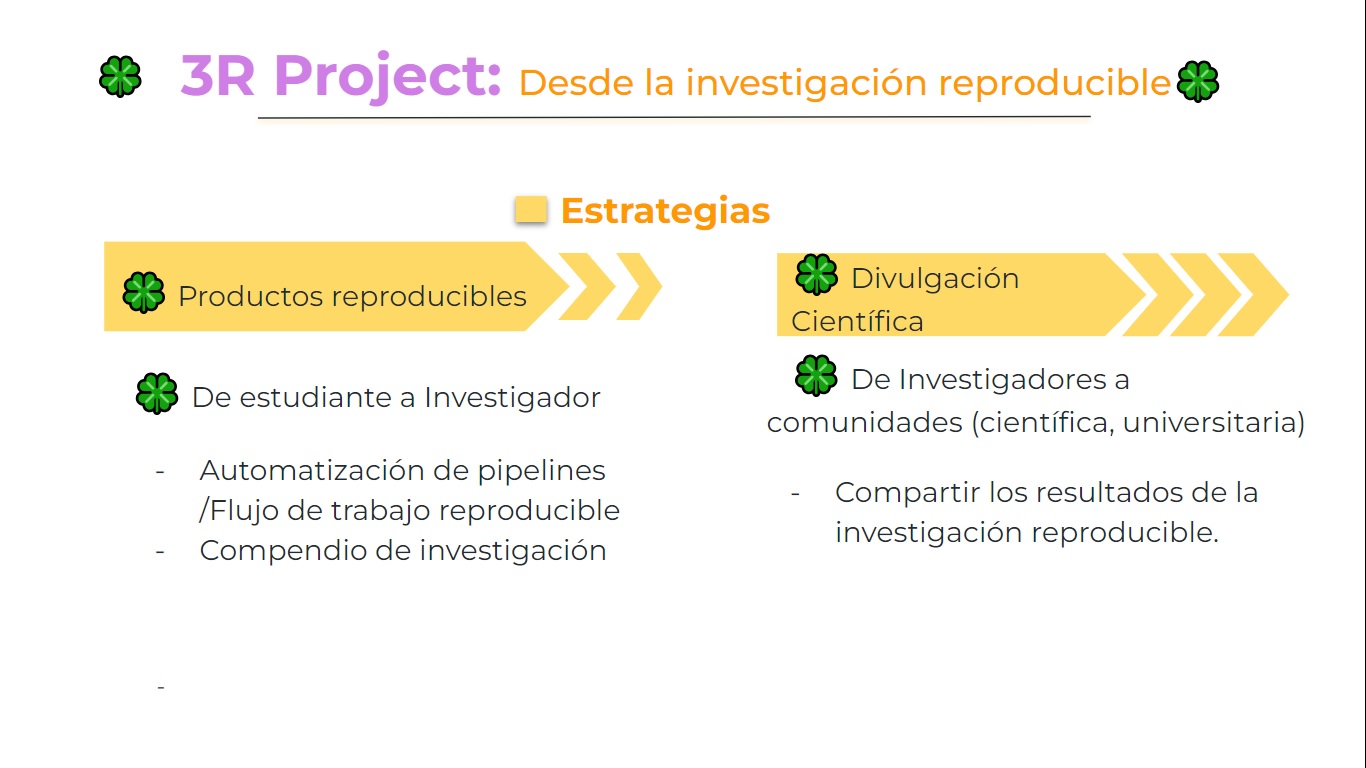 3R Project: Desde la investigación reproducible
Estrategias
Productos reproducibles
De estudiante a Investigador
- Automatización de pipelines
/Flujo de trabajo reproducible
- Compendio de investigación
-
Divulgación
Científica
De Investigadores a
comunidades (científica, universitaria)
- Compartir los resultados de la
investigación reproducible.